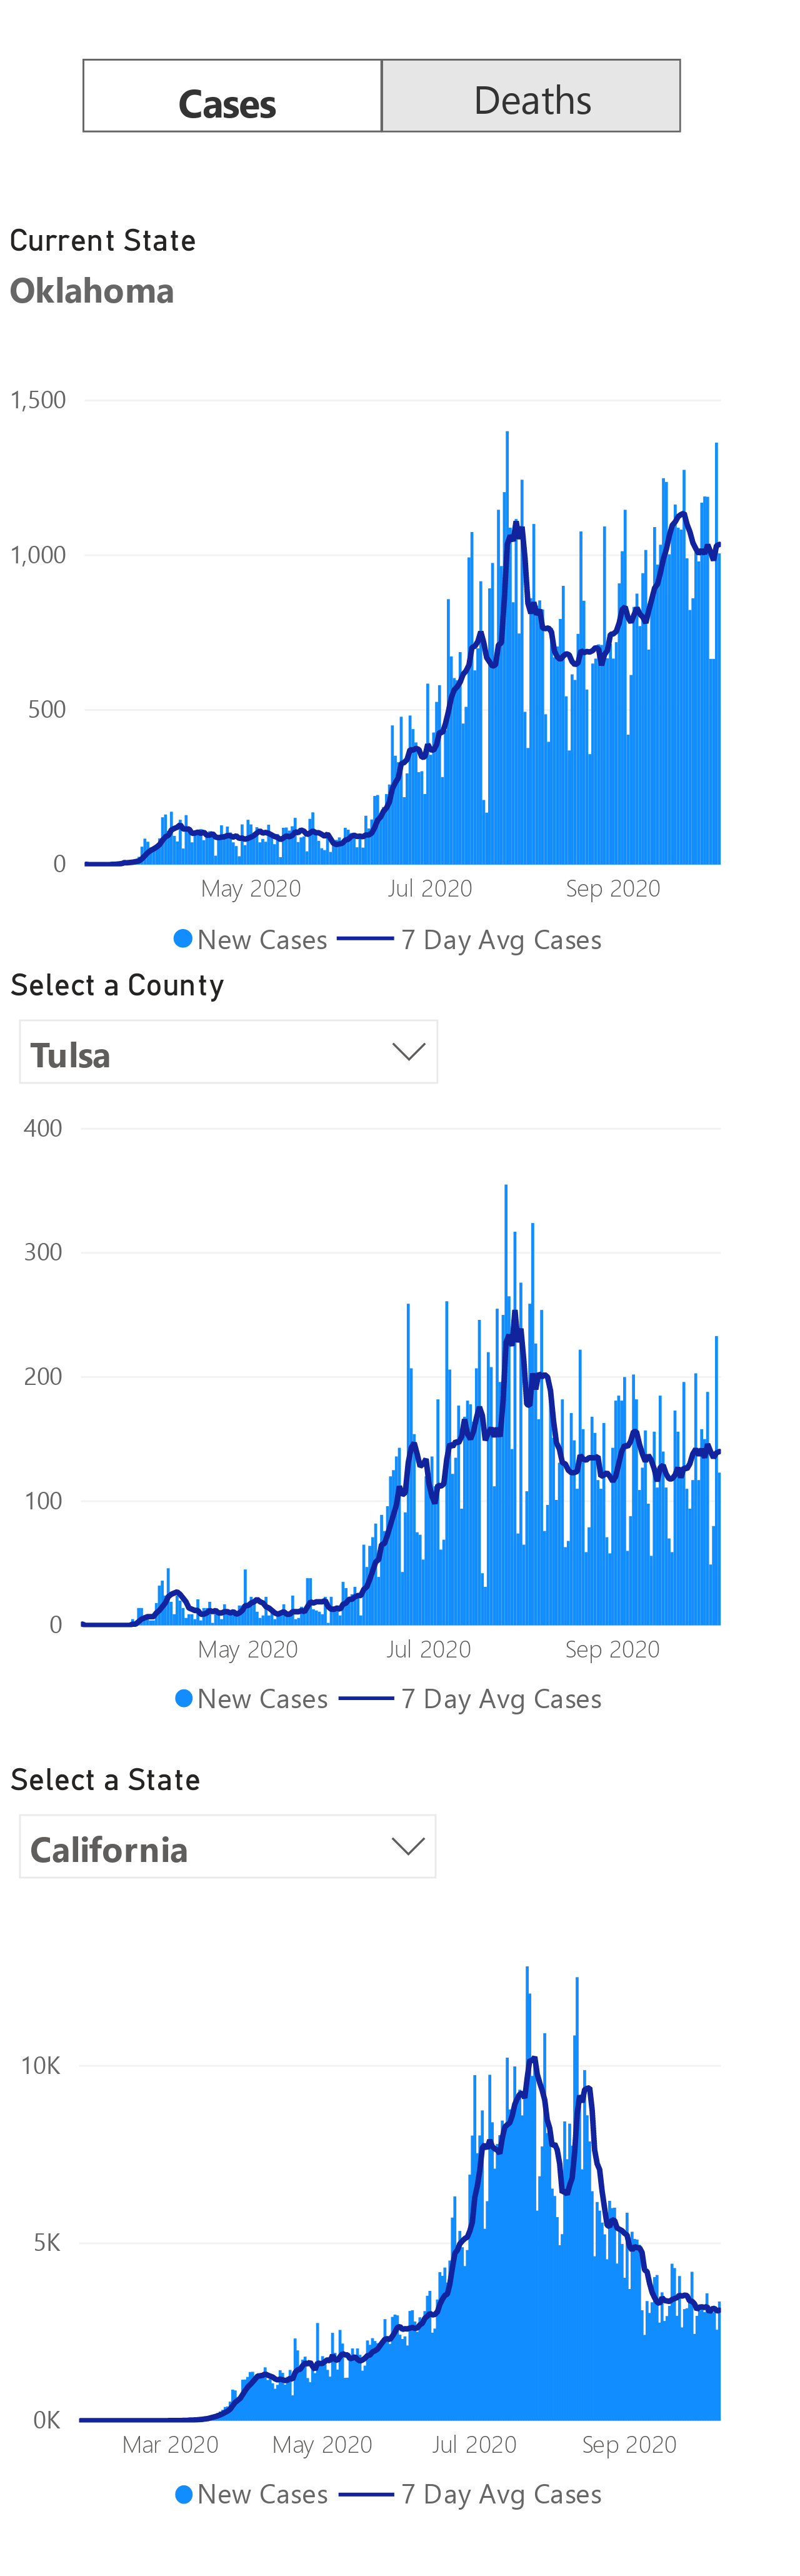 Cases Deaths
Current State
Oklahoma
1,500
1,000
500
0
May 2020 Jul 2020 Sep 2020
New Cases 7 Day Avg Cases
Select a County
Tulsa
400
300
200
100
0
May 2020 Jul 2020 Sep 2020
New Cases 7 Day Avg Cases
Select a State
California
10K
5K
0K
Mar 2020 May 2020 Jul 2020 Sep 2020
New Cases 7 Day Avg Cases